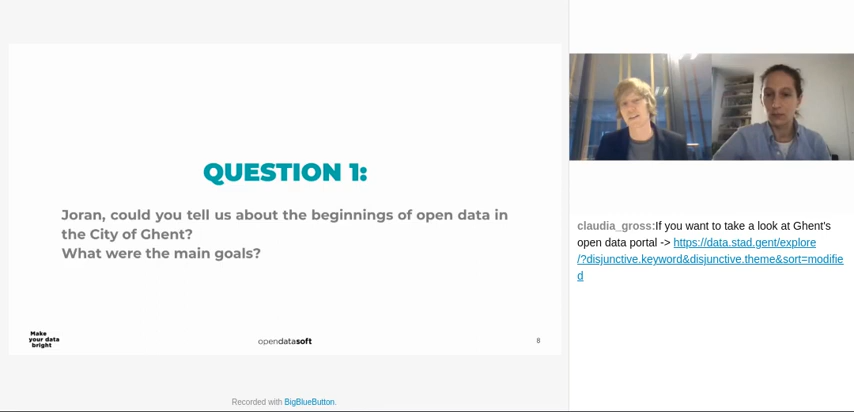 QUESTION 1:
Joran, could you tell us about the beginnings of open data in
the City of Ghent?
What were the main goals?
Make
your data
bright
opendatasoft
8
Recorded with BigBlueButton.
claudia_gross:If you want to take a look at Ghent's
open data portal -> https://data.stad.gent/explore
/?disjunctive.keyword&disjunctive.theme&sort=modifie
d